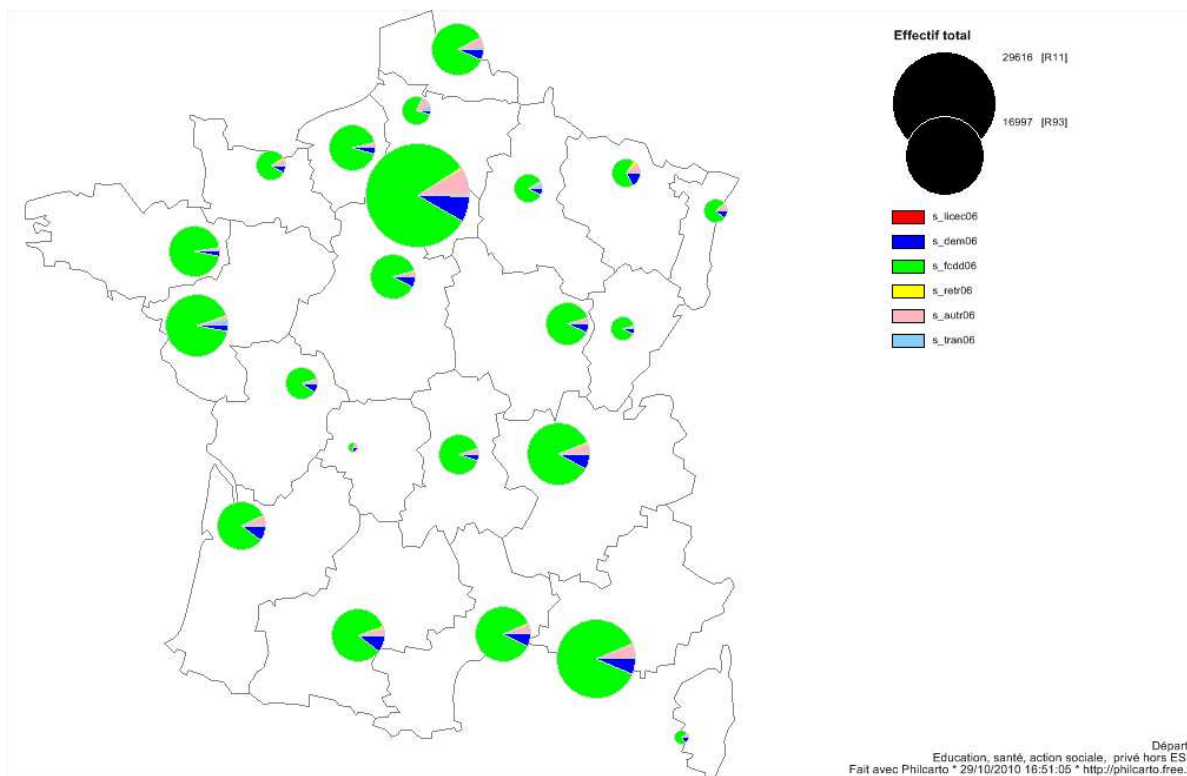 Effectif total
29616 [R11]
16997 [R93]
s_licec06
s_dem06
s_fcdd06
s_retr06
s_autr06
s_tran06
Départ
Education, santé, action sociale, privé hors ES
Fait avec Philcarto * 29/10/2010 16:51:05 * http://philcarto.free.